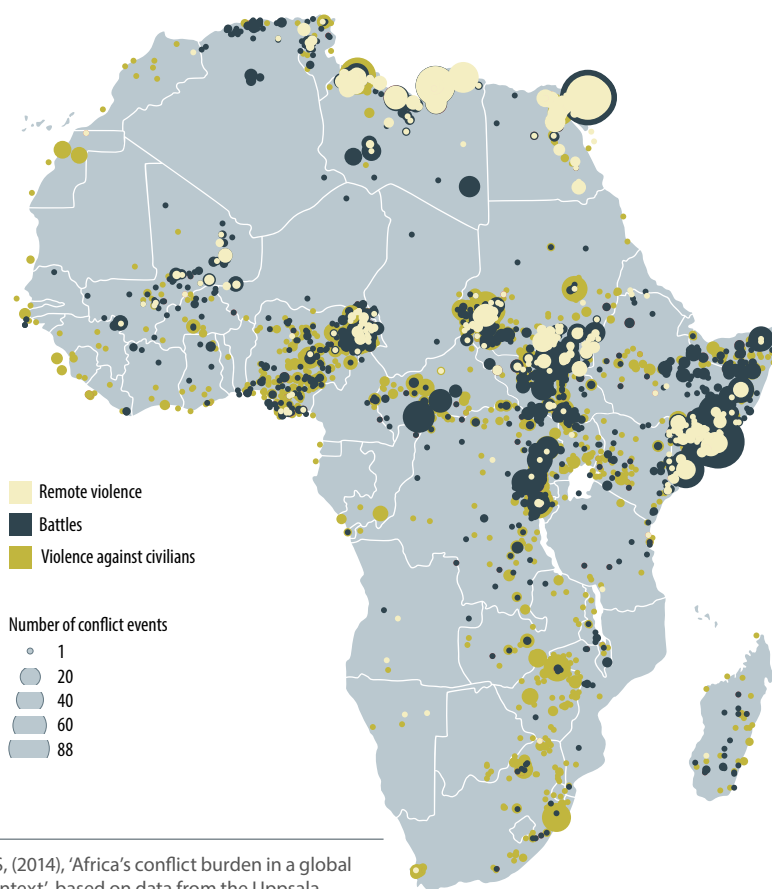 Remote violence
Battles
Violence against civilians
Number of conflict events
1
20
40
60
88
S, (2014), 'Africa's conflict burden in a global
ntext', based on data from the Uppsala